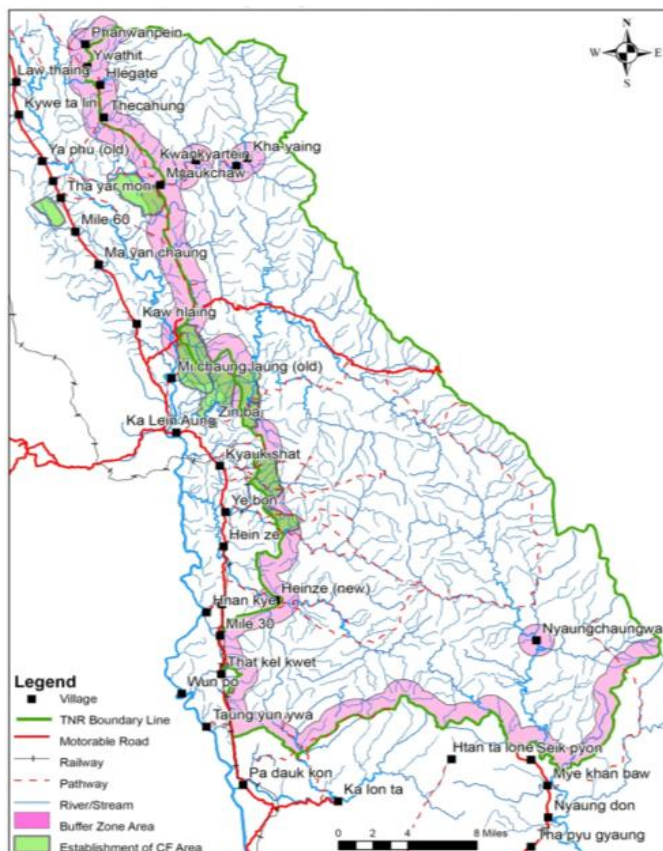 Phanwanpein
N
W E
S
Ywathit
Law thaing
Hlegate
Kywe ta lin
Thecahung
Ya phu (old)
Kwankyartein
Kha-yaing
Tha yar mon
Mile 60
Ma yan chaung
Kaw hlaing
Mi chaung laung (old)
Zin ba
Ka Lein Aung
Kyauk shat
Ye bon
Hein ze
Heinze (new)
Hnan kye
Mile 30
Nyaungchaungwa
That kel kwet
Wun po
Taung yun ywa
Htan ta lone
Seik pyon
Pa dauk kon
Mye khan baw
Ka lon ta
Nyaung don
Tha pyu gyaung
Legend
Village
TNR Boundary Line
Motorable Road
Railway
Pathway
River/Stream
Buffer Zone Area
Establishment of CF Area
0 2 4 8 Miles